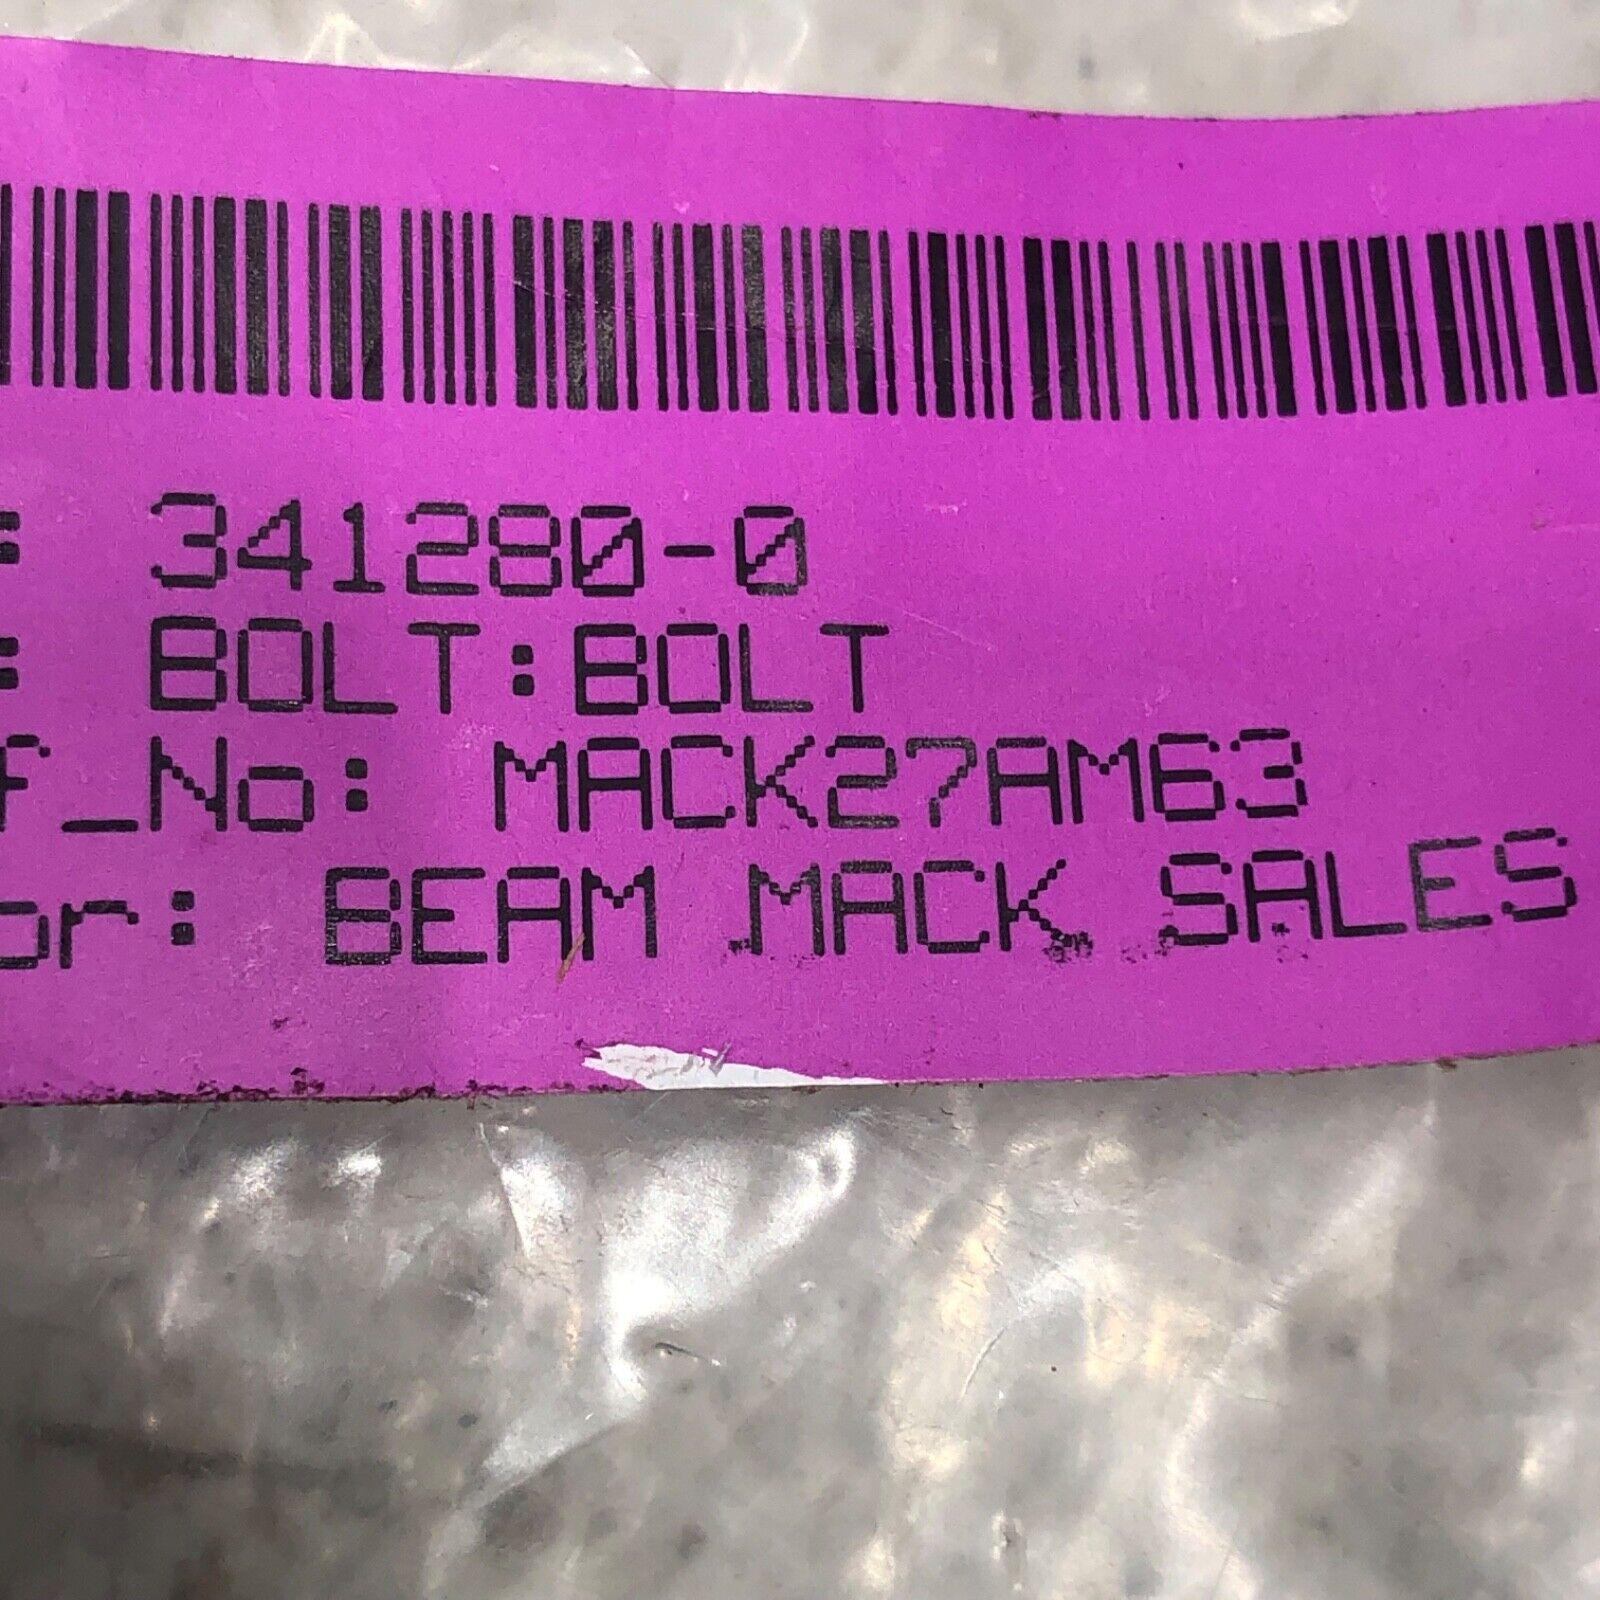 : 341280-0
: BOLT:BOLT
f_No: MACK27AM63
or: BEAM MACK SALES